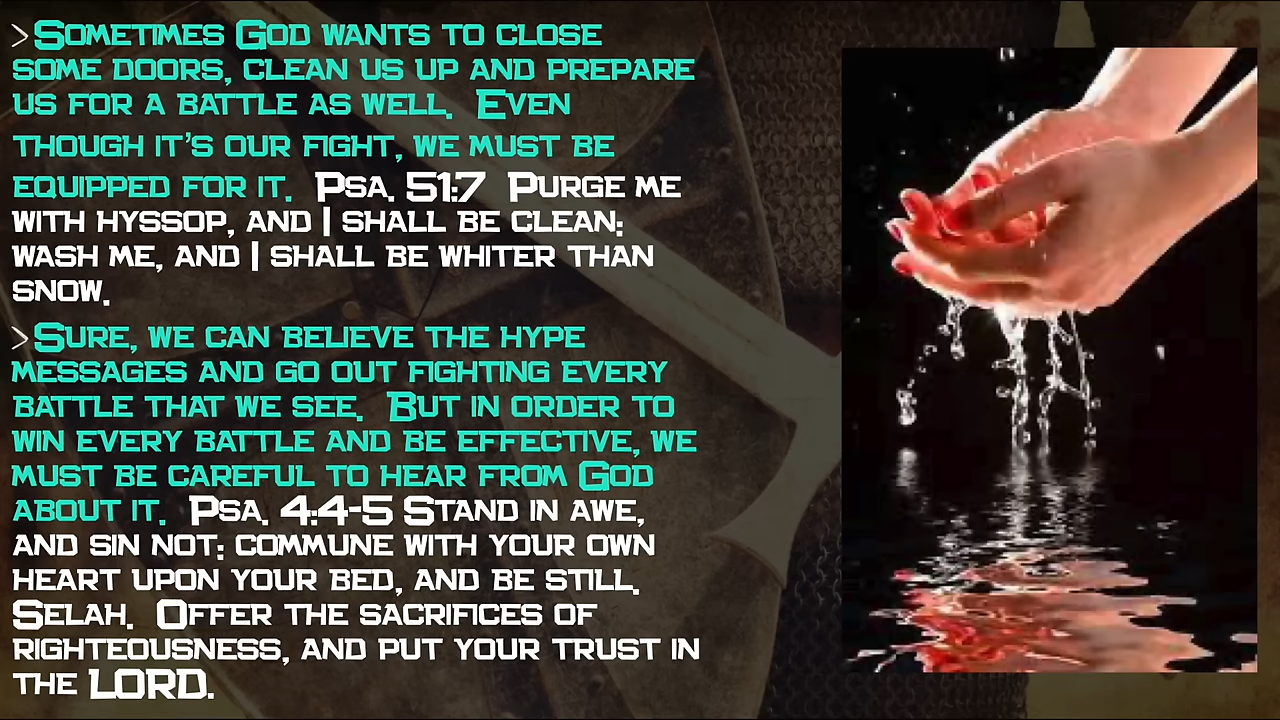 >Sometimes God wants to close
some doors, clean us up and prepare
us for a battle as well.  Even
though it's our fight, we must be
equipped for it.  Psa. 51:7  Purge me
with hyssop, and I shall be clean:
wash me, and I shall be whiter than
snow.
>Sure, we can believe the hype
messages and go out fighting every
battle that we see.  But in order to
win every battle and be effective, we
must be careful to hear from God
about it.  Psa. 4:4-5 Stand in awe,
and sin not: commune with your own
heart upon your bed, and be still.
Selah.  Offer the sacrifices of
righteousness, and put your trust in
the LORD.